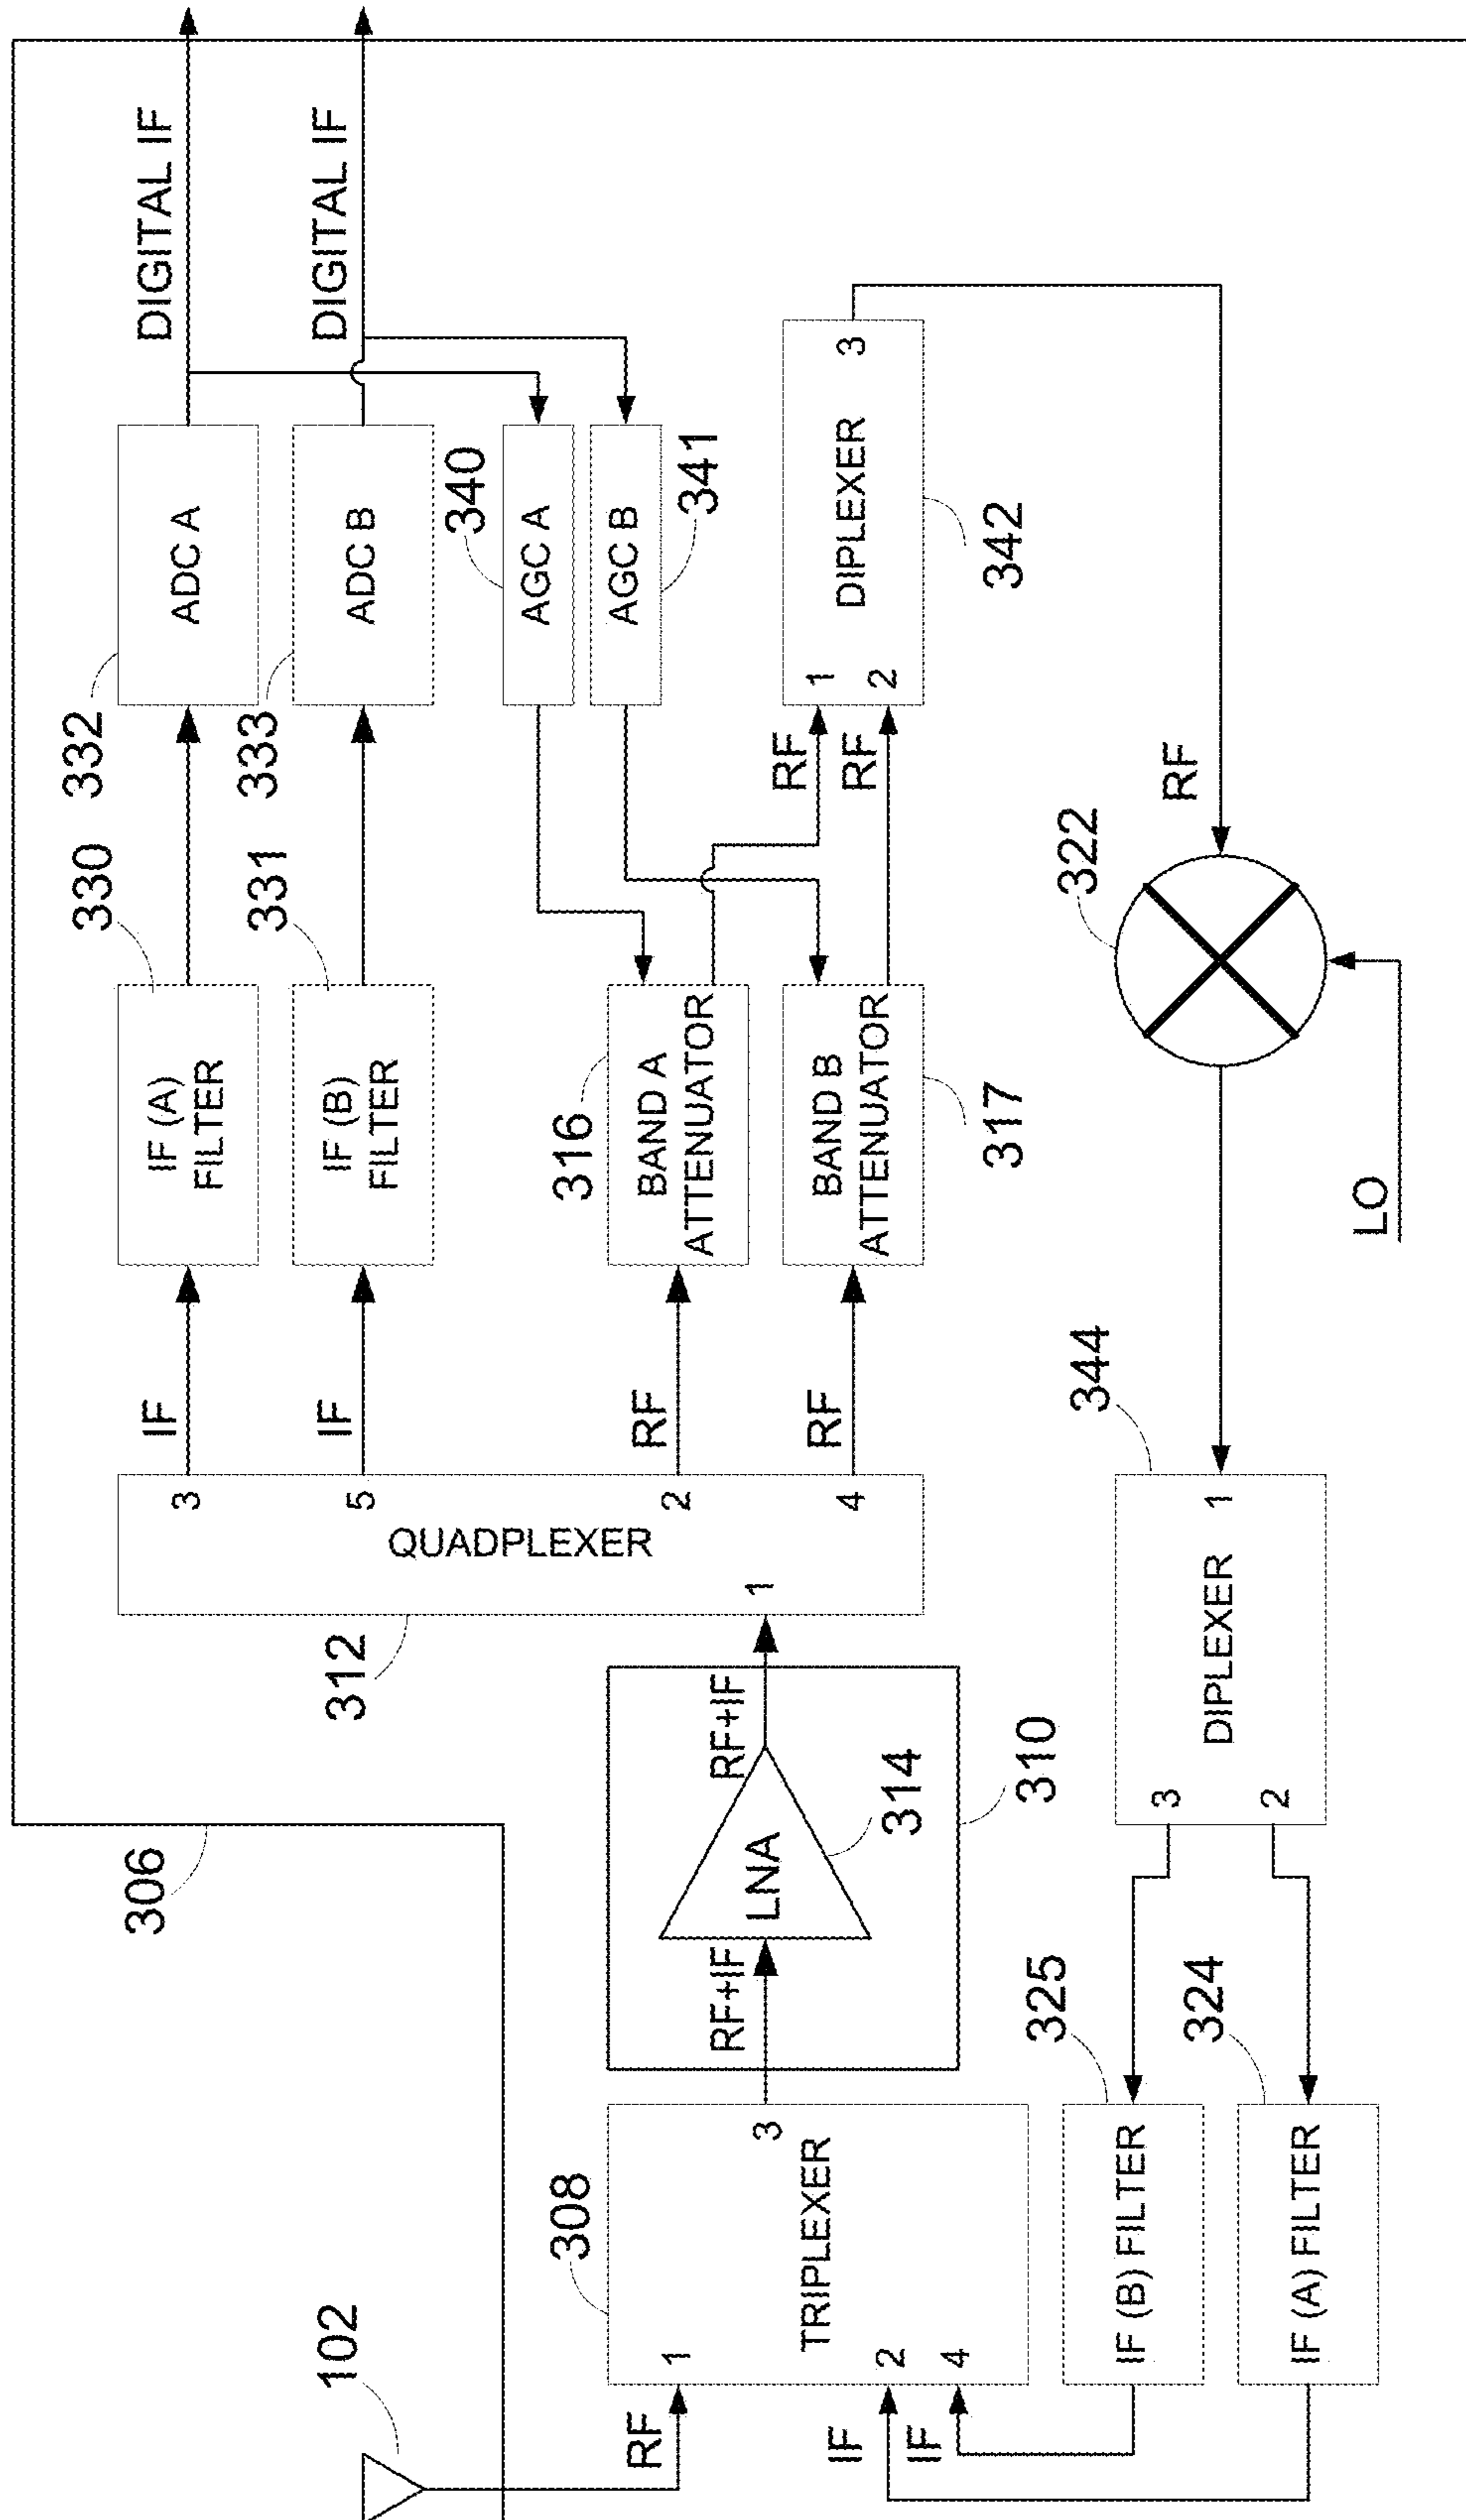 332
330
306
IF
IF (A)
FILTER
ADC A
DIGITAL IF
3
333
331
312
102
IF
IF (B)
FILTER
ADC B
DIGITAL IF
5
QUADPLEXER
340
AGC A
316
308
RF
RF
BAND A
ATTENUATOR
AGC B
341
2
1
3
RF+IF
LNA
RF+IF
1
TRIPLEXER
RF
RF
1
2
DIPLEXER
3
2
4
IF
IF
RF
BAND B
ATTENUATOR
4
314
317
342
310
325
IF (B) FILTER
344
322
RF
3
2
DIPLEXER
1
324
IF (A) FILTER
LO